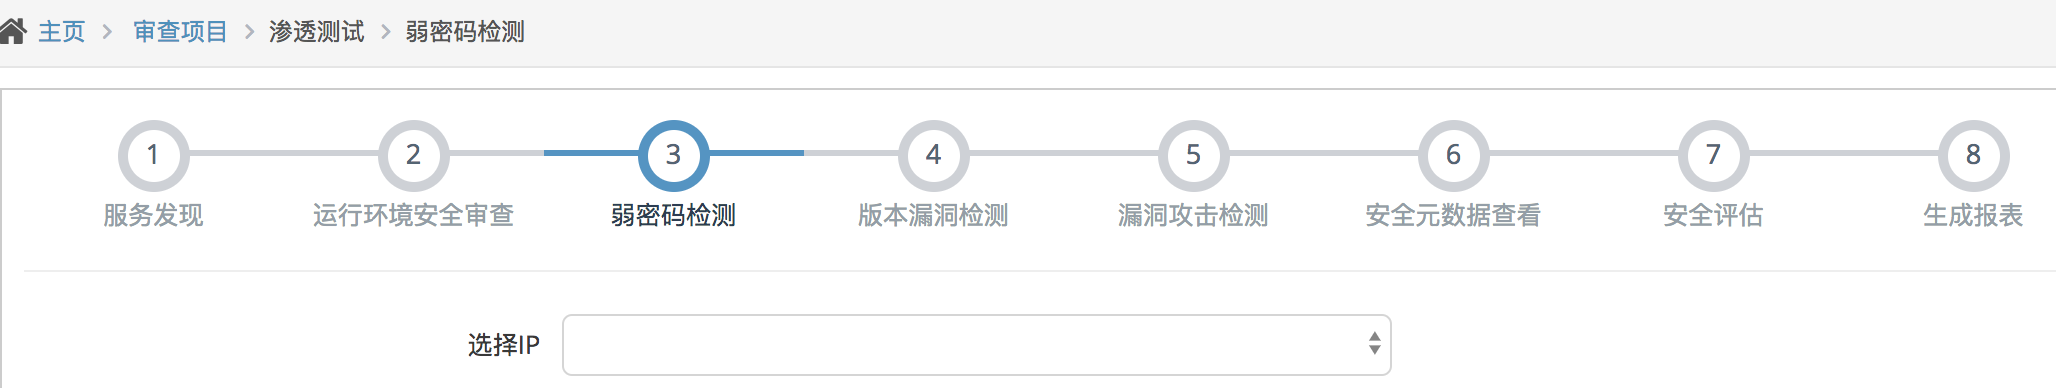 主页 > 审查项目 > 渗透测试 > 弱密码检测
1 2 3 4 5 6 7 8
服务发现 运行环境安全审查 弱密码检测 版本漏洞检测 漏洞攻击检测 安全元数据查看 安全评估 生成报表
选择IP